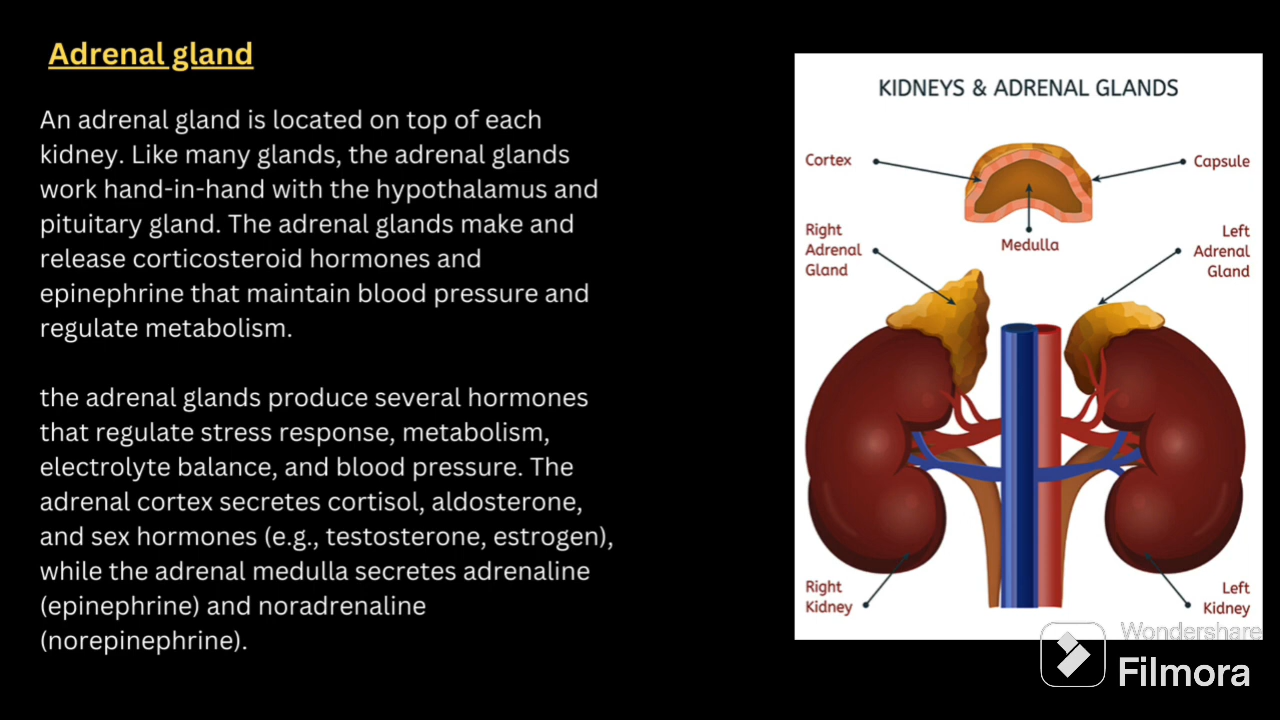 Adrenal gland
An adrenal gland is located on top of each
kidney. Like many glands, the adrenal glands
work hand-in-hand with the hypothalamus and
pituitary gland. The adrenal glands make and
release corticosteroid hormones and
epinephrine that maintain blood pressure and
regulate metabolism.
the adrenal glands produce several hormones
that regulate stress response, metabolism,
electrolyte balance, and blood pressure. The
adrenal cortex secretes cortisol, aldosterone,
and sex hormones (e.g., testosterone, estrogen),
while the adrenal medulla secretes adrenaline
(epinephrine) and noradrenaline
(norepinephrine).
KIDNEYS & ADRENAL GLANDS
Cortex
Capsule
Medulla
Right
Adrenal
Gland
Left
Adrenal
Gland
Right
Kidney
Left
Kidney
Wondershare
Filmora